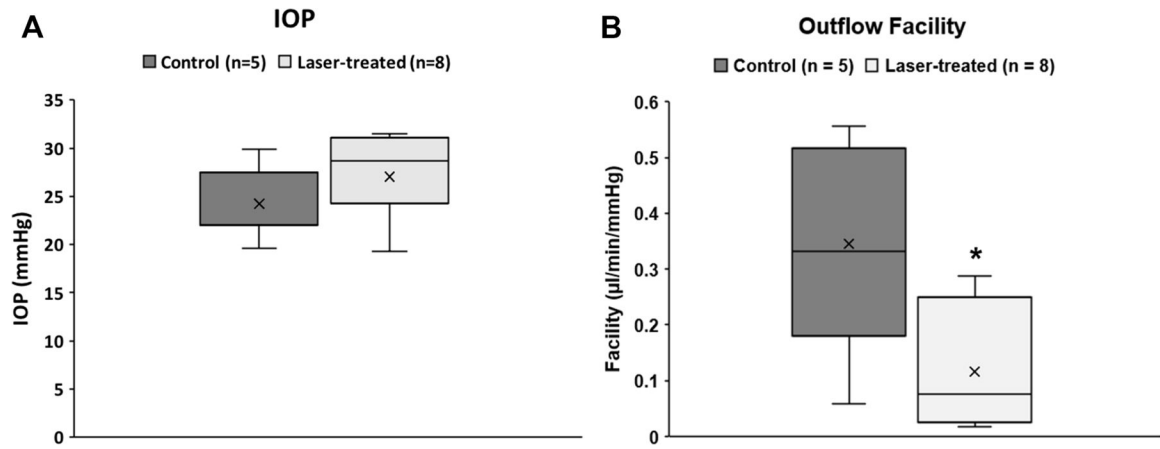 A
IOP
Control (n=5) Laser-treated (n=8)
IOP (mmHg)
35
30
25
20
15
10
5
0
B
Outflow Facility
Control (n = 5) Laser-treated (n = 8)
Facility (µl/min/mmHg)
0.6
0.5
0.4
0.3
0.2
0.1
0
*